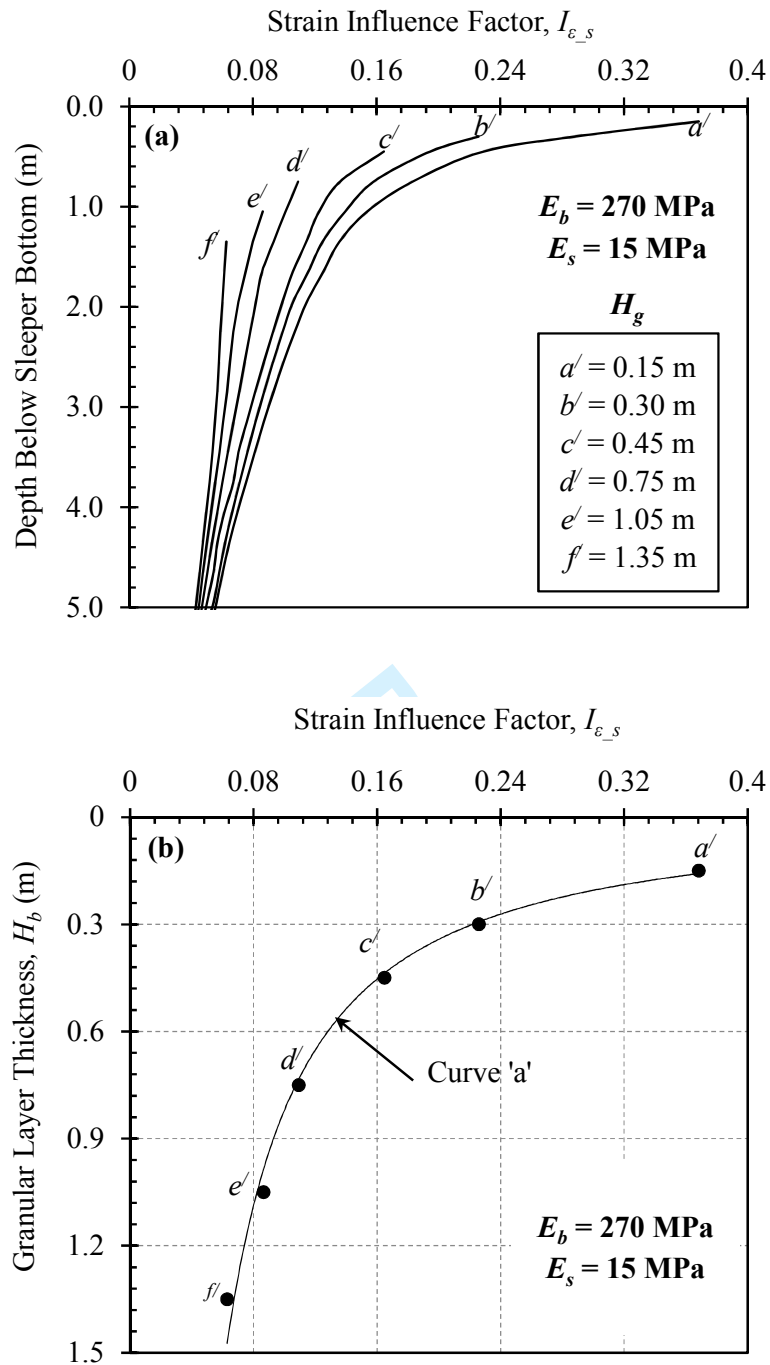 Strain Influence Factor, I_{ε_s}
0 0.08 0.16 0.24 0.32 0.4
0.0
1.0
2.0
3.0
4.0
5.0
Depth Below Sleeper Bottom (m)
(a)
a/
b/
c/
d/
e/
f/
E_b = 270 MPa
E_s = 15 MPa
H_g
a/ = 0.15 m
b/ = 0.30 m
c/ = 0.45 m
d/ = 0.75 m
e/ = 1.05 m
f/ = 1.35 m
Strain Influence Factor, I_{ε_s}
0 0.08 0.16 0.24 0.32 0.4
0
0.3
0.6
0.9
1.2
1.5
Granular Layer Thickness, H_b (m)
(b)
a/
b/
c/
d/
e/
f/
Curve 'a'
E_b = 270 MPa
E_s = 15 MPa